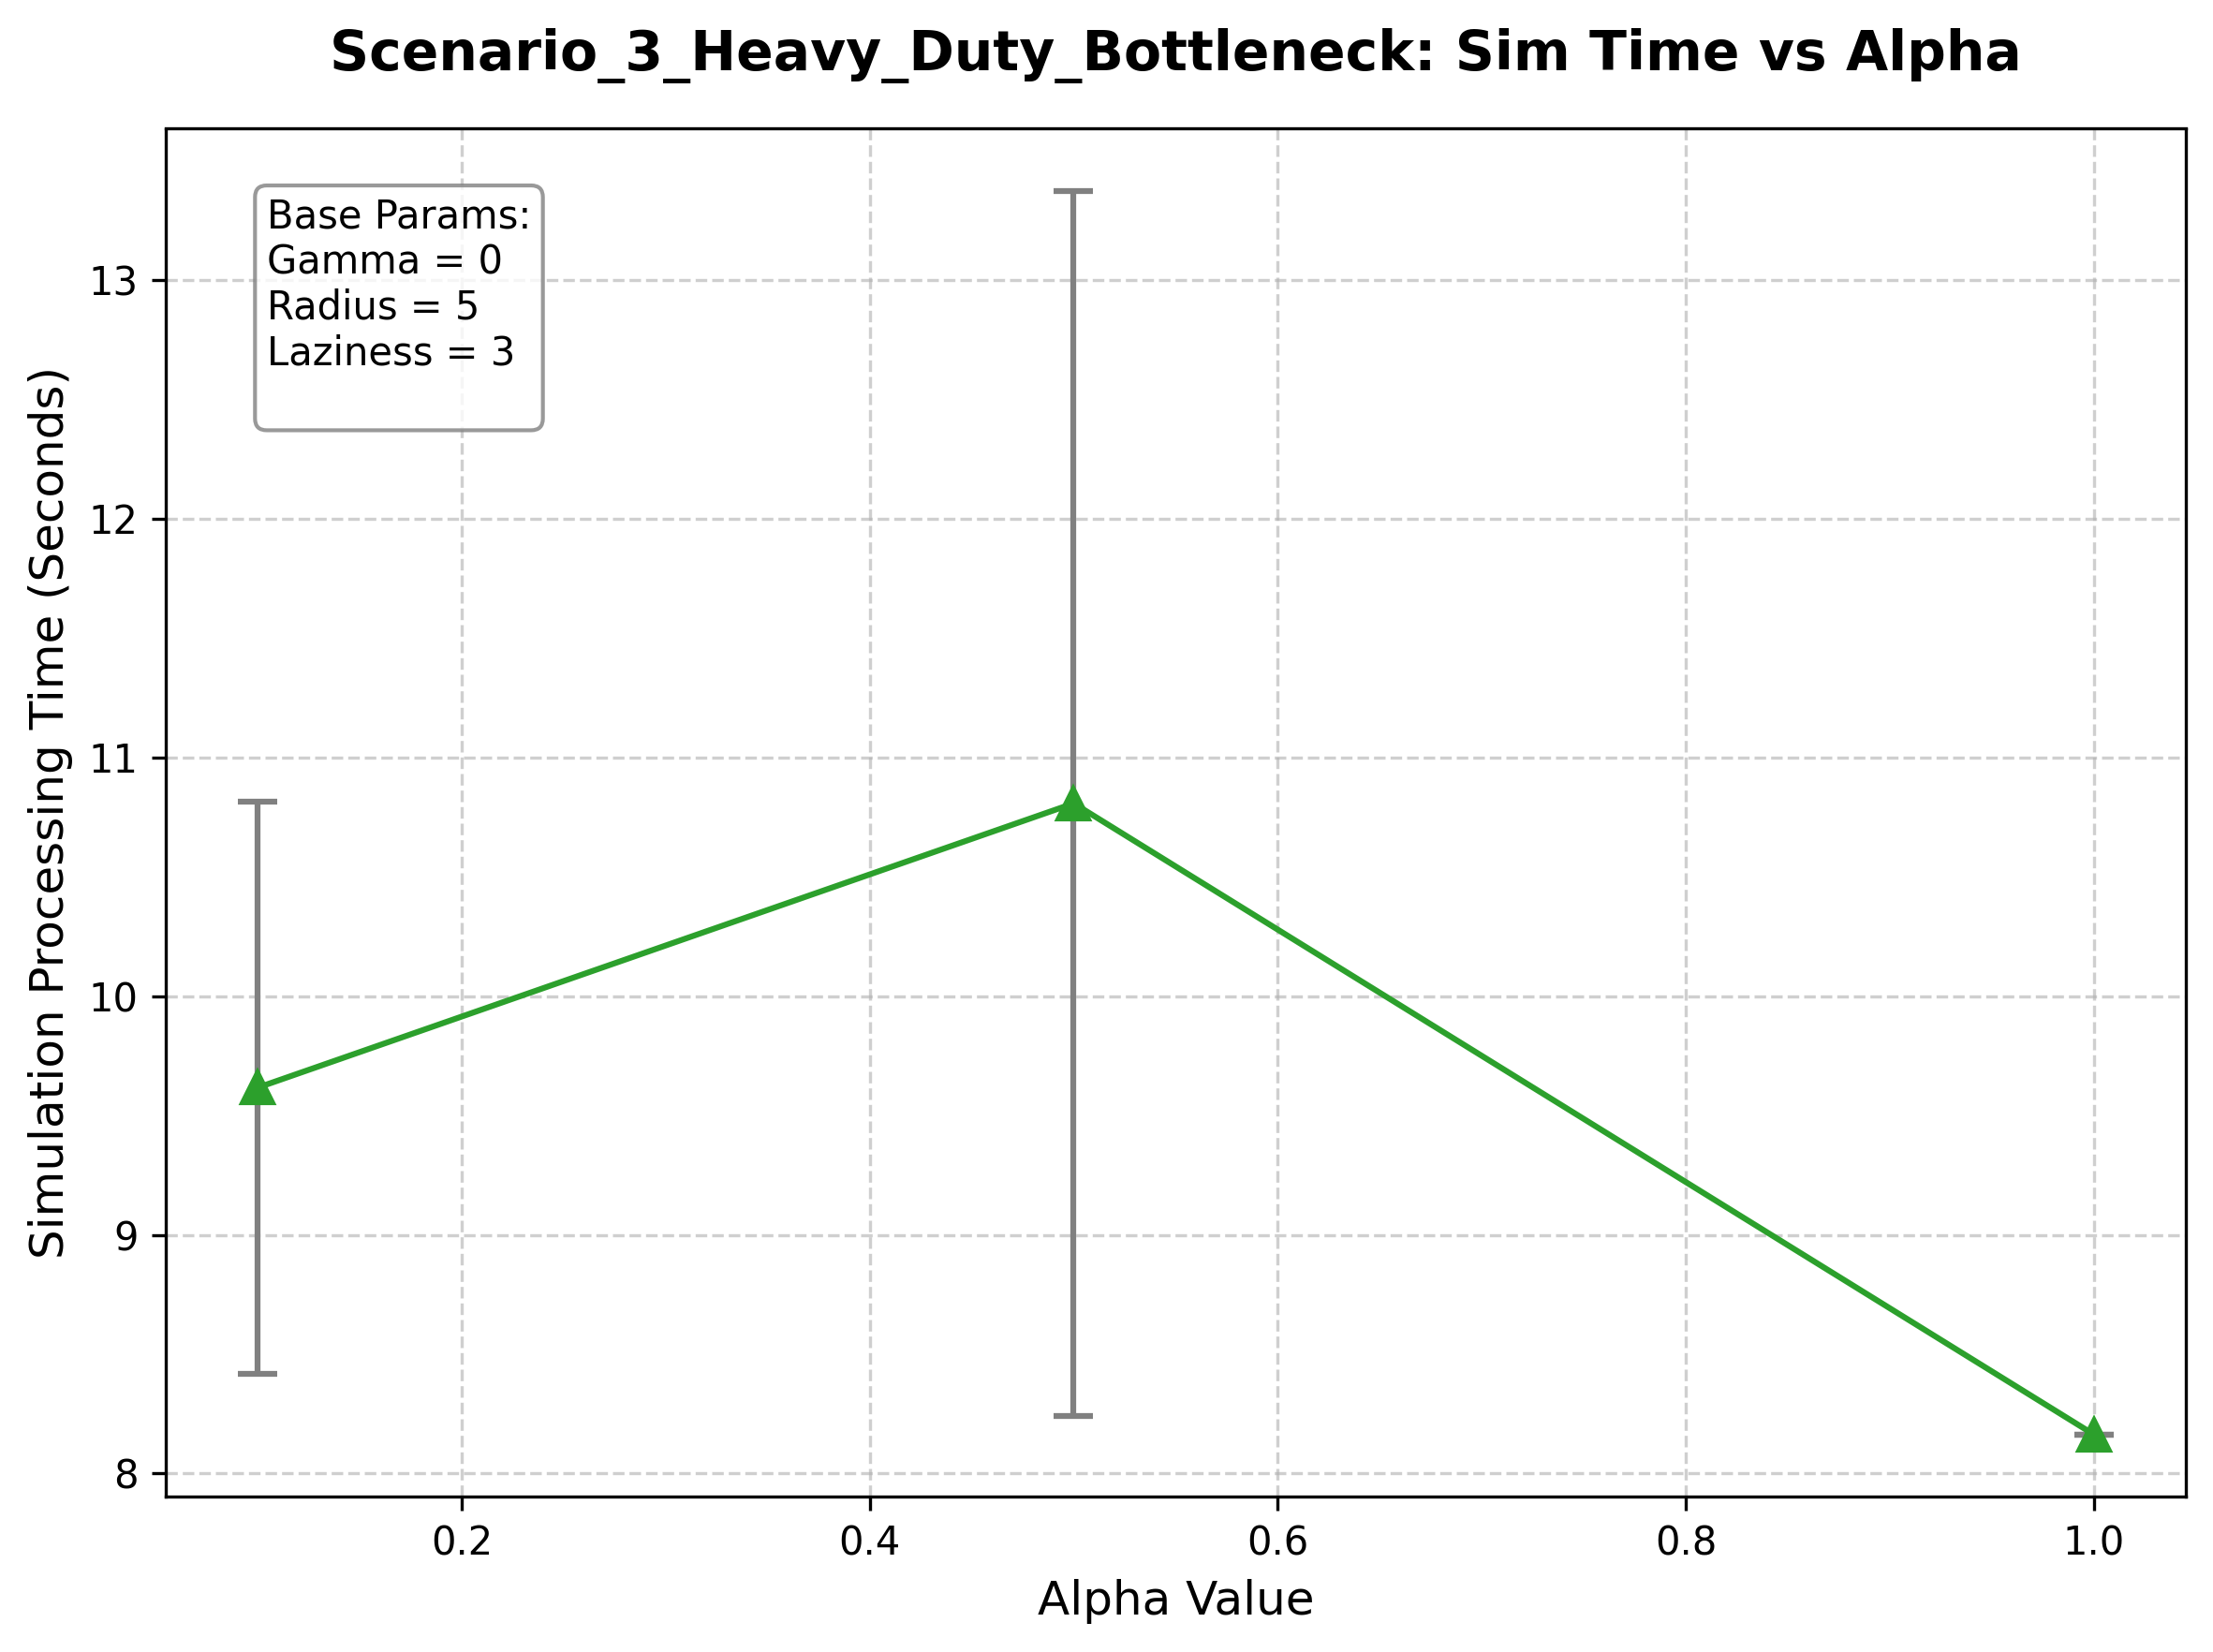 Scenario_3_Heavy_Duty_Bottleneck: Sim Time vs Alpha
Base Params:
Gamma = 0
Radius = 5
Laziness = 3
Simulation Processing Time (Seconds)
13
12
11
10
9
8
0.2 0.4 0.6 0.8 1.0
Alpha Value